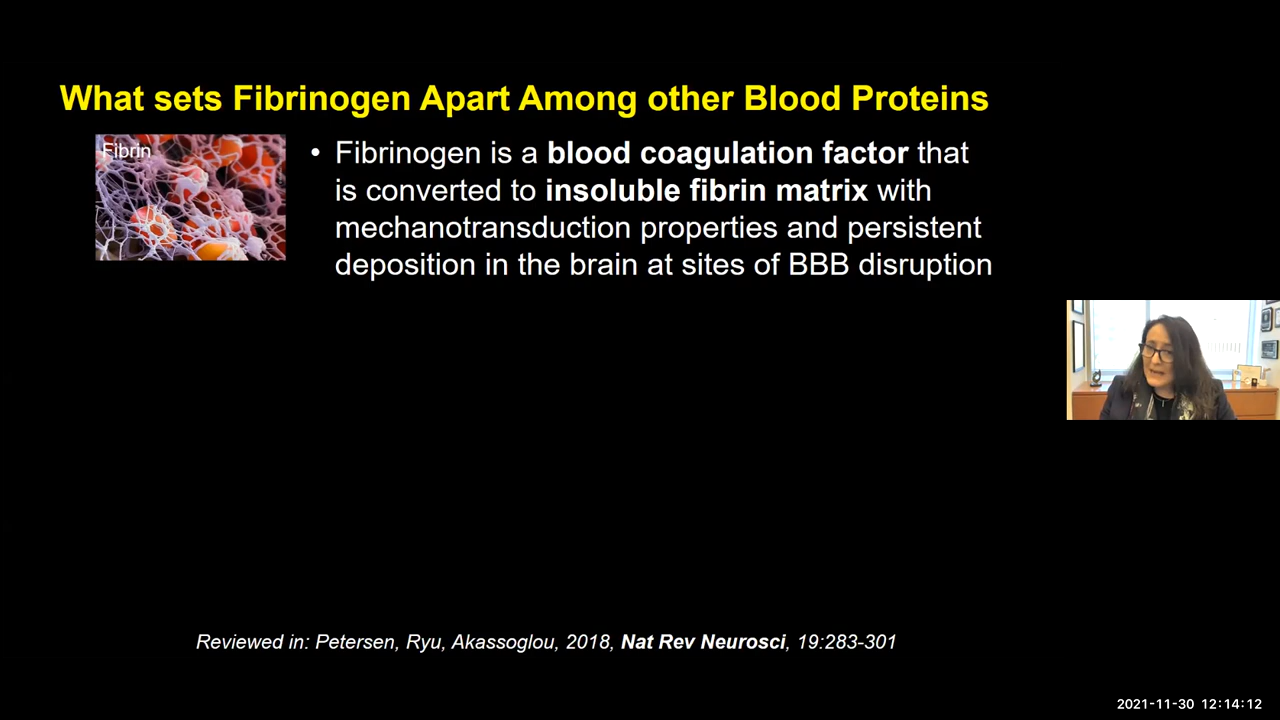 What sets Fibrinogen Apart Among other Blood Proteins
Fibrin
• Fibrinogen is a blood coagulation factor that
is converted to insoluble fibrin matrix with
mechanotransduction properties and persistent
deposition in the brain at sites of BBB disruption
Reviewed in: Petersen, Ryu, Akassoglou, 2018, Nat Rev Neurosci, 19:283-301
2021-11-30 12:14:12